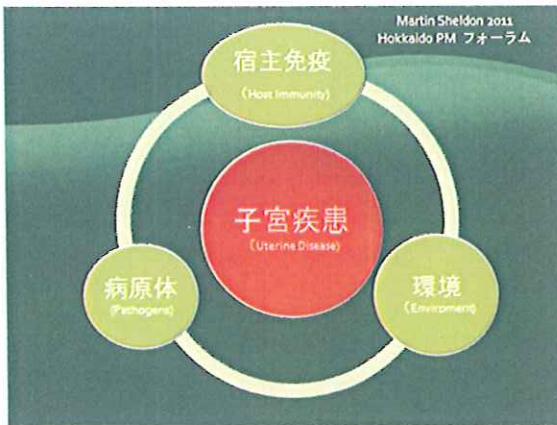 Martin Sheldon 2011
Hokkaido PM フォーラム
宿主免疫
(Host Immunity)
子宮疾患
(Uterine Disease)
病原体
(Pathogens)
環境
(Enviroment)